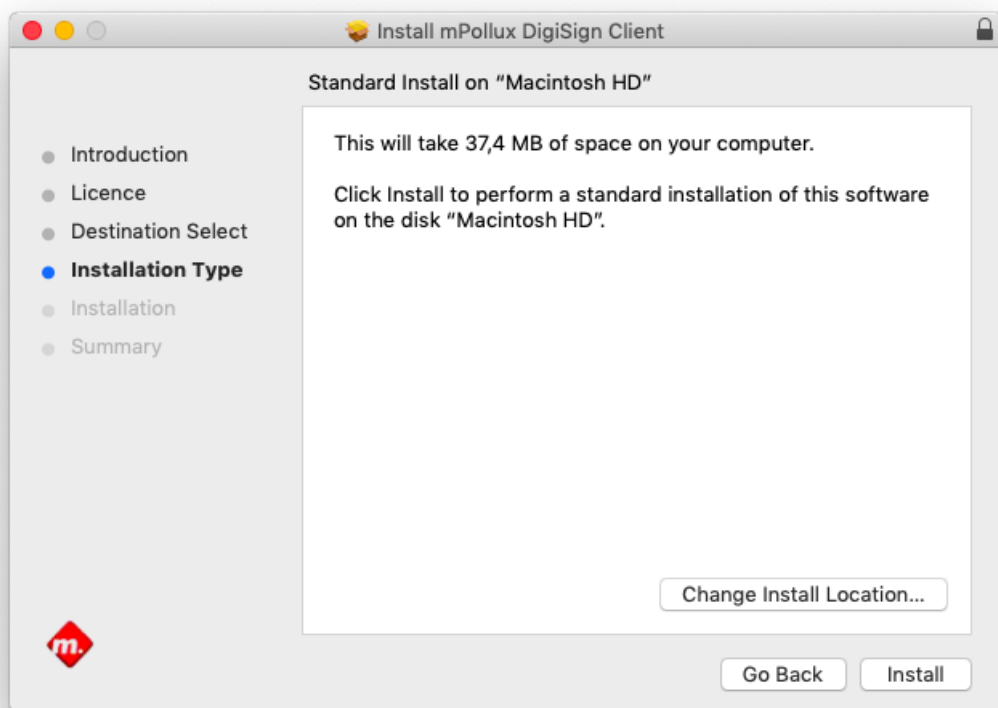 Install mPollux DigiSign Client
Standard Install on “Macintosh HD”
Introduction
Licence
Destination Select
Installation Type
Installation
Summary
This will take 37,4 MB of space on your computer.
Click Install to perform a standard installation of this software
on the disk “Macintosh HD”.
Change Install Location...
m.
Go Back
Install